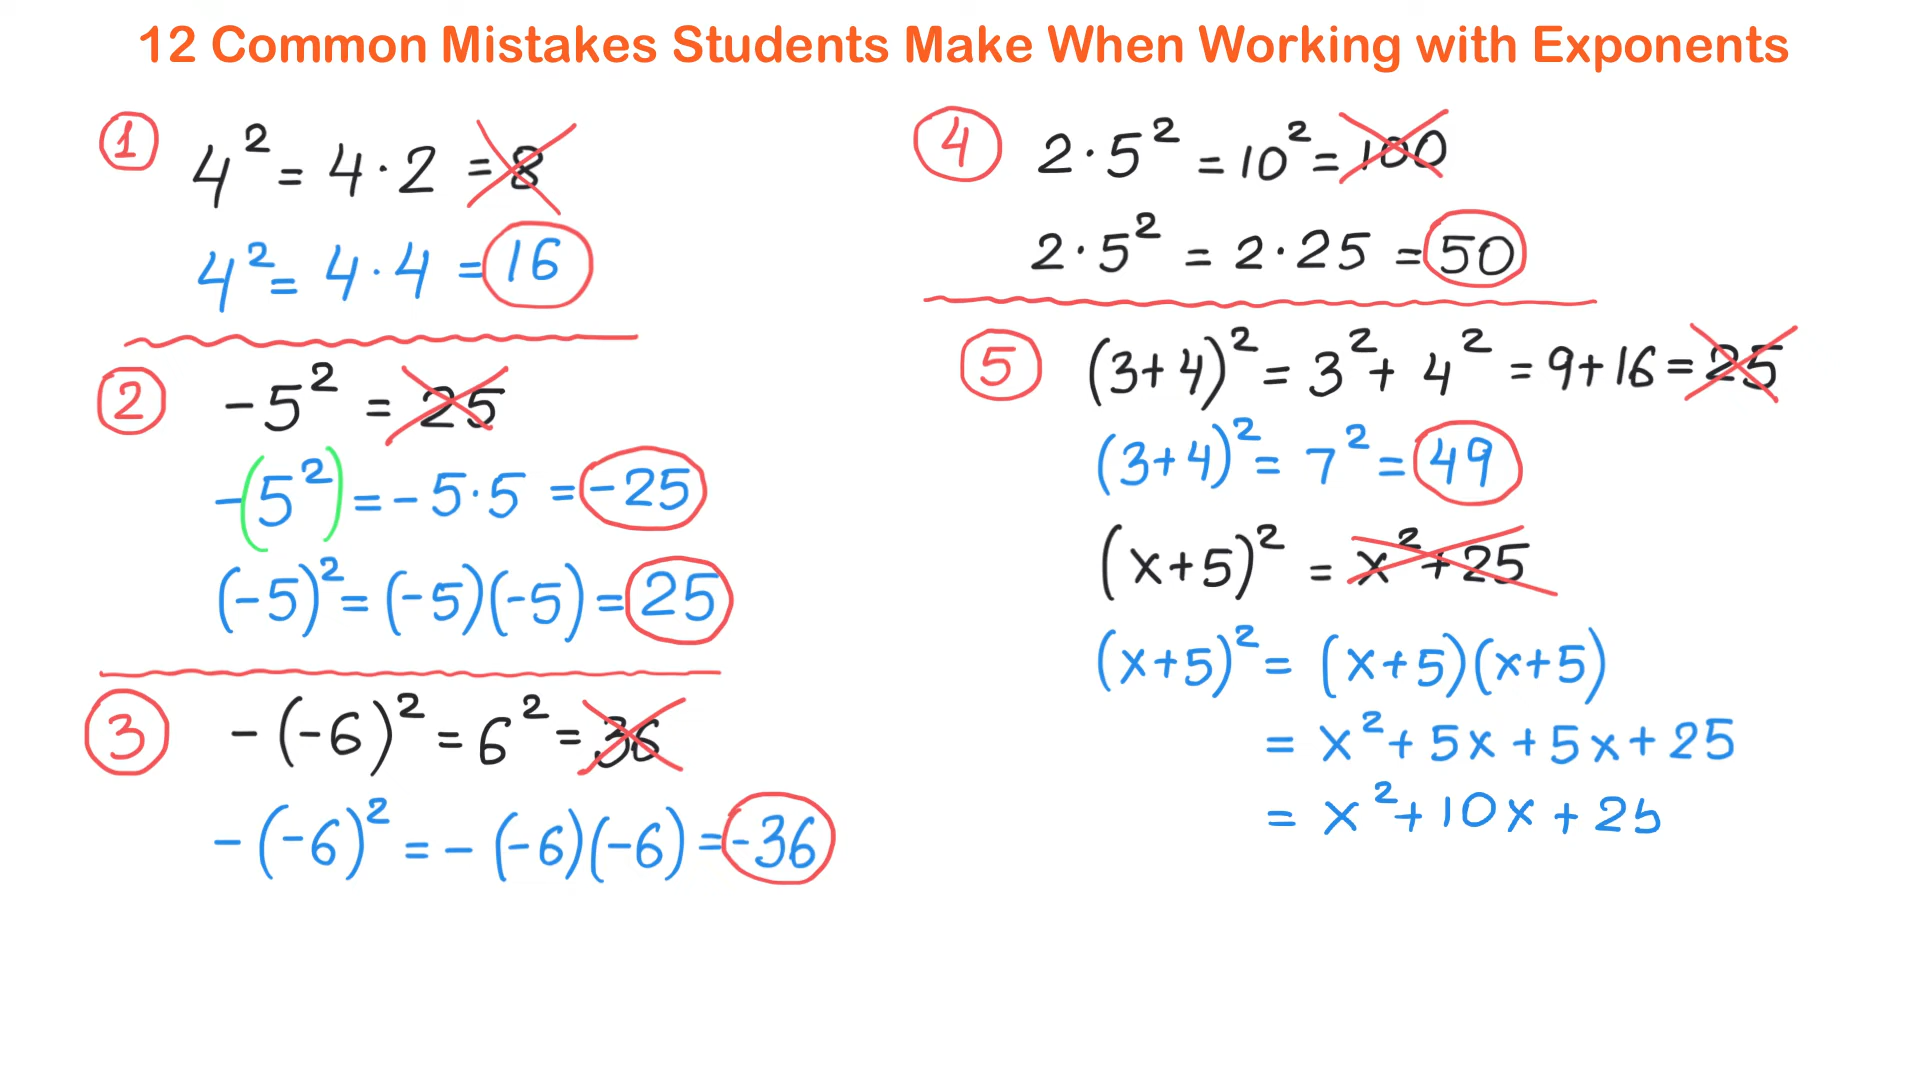 12 Common Mistakes Students Make When Working with Exponents
1 4² = 4 · 2 = 8
4² = 4 · 4 = 16
2 -5² = 25
-(5²) = -5·5 = -25
(-5)² = (-5)(-5) = 25
3 -(-6)² = 6² = 36
-(-6)² = -(-6)(-6) = -36
4 2·5² = 10² = 100
2·5² = 2·25 = 50
5 (3+4)² = 3² + 4² = 9+16 = 25
(3+4)² = 7² = 49
(x+5)² = x²+25
(x+5)² = (x+5)(x+5)
= x² + 5x + 5x + 25
= x² + 10x + 25